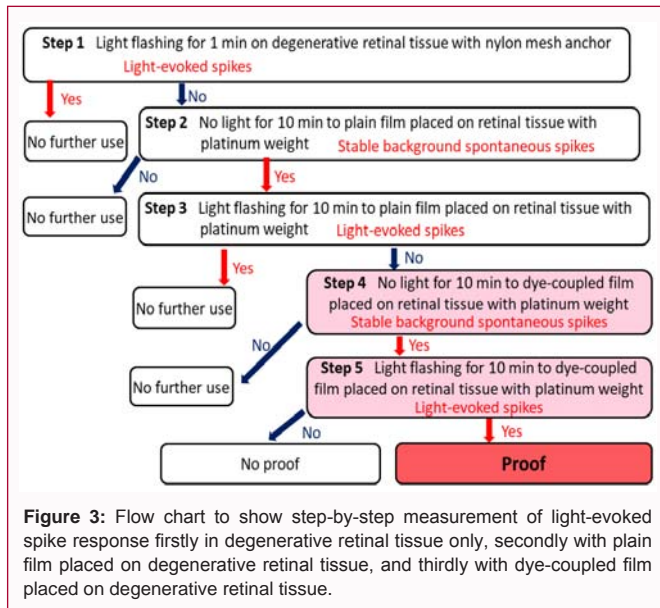 Step 1 Light flashing for 1 min on degenerative retinal tissue with nylon mesh anchor
Light-evoked spikes
Yes
No
No further use
Step 2 No light for 10 min to plain film placed on retinal tissue with
platinum weight Stable background spontaneous spikes
No
Yes
No further use
Step 3 Light flashing for 10 min to plain film placed on retinal tissue with
platinum weight Light-evoked spikes
Yes
No
No further use
Step 4 No light for 10 min to dye-coupled film
placed on retinal tissue with platinum weight
Stable background spontaneous spikes
No
Yes
No further use
Step 5 Light flashing for 10 min to dye-coupled
film placed on retinal tissue with platinum weight
Light-evoked spikes
No
Yes
No proof
Proof
Figure 3: Flow chart to show step-by-step measurement of light-evoked
spike response firstly in degenerative retinal tissue only, secondly with plain
film placed on degenerative retinal tissue, and thirdly with dye-coupled film
placed on degenerative retinal tissue.